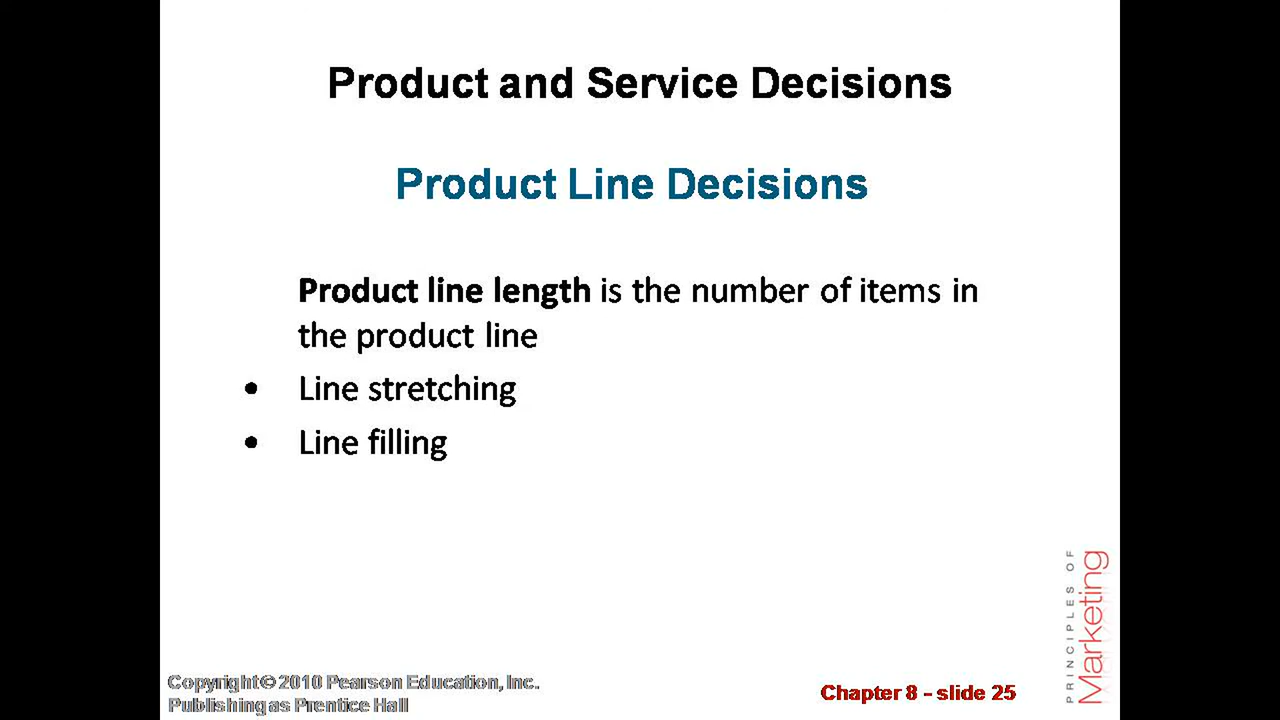 Product and Service Decisions
Product Line Decisions
Product line length is the number of items in
the product line
• Line stretching
• Line filling
Copyright © 2010 Pearson Education, Inc.
Publishing as Prentice Hall
Chapter 8 - slide 25
PRINCIPLES OF
Marketing